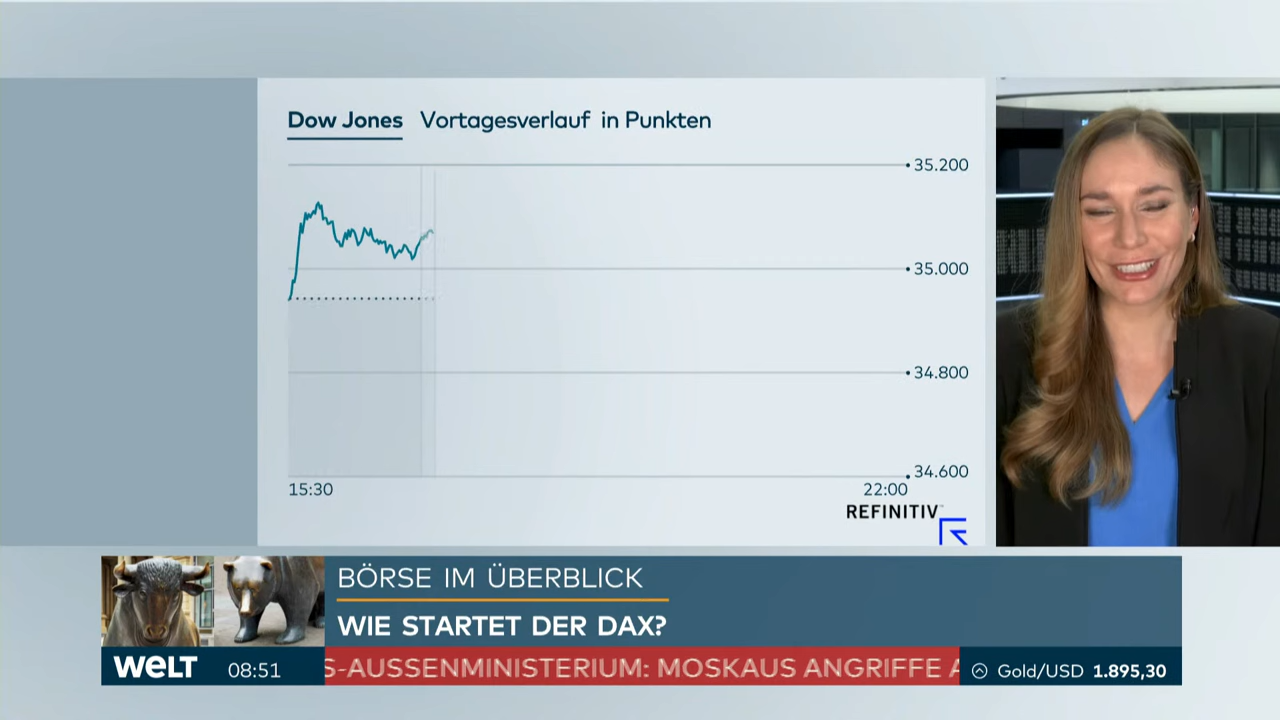 Dow Jones Vortagesverlauf in Punkten
35.200
35.000
34.800
34.600
15:30
22:00
REFINITIV
BÖRSE IM ÜBERBLICK
WIE STARTET DER DAX?
WELT 08:51
S-AUSSENMINISTERIUM: MOSKAUS ANGRIFFE A
Gold/USD 1.895,30